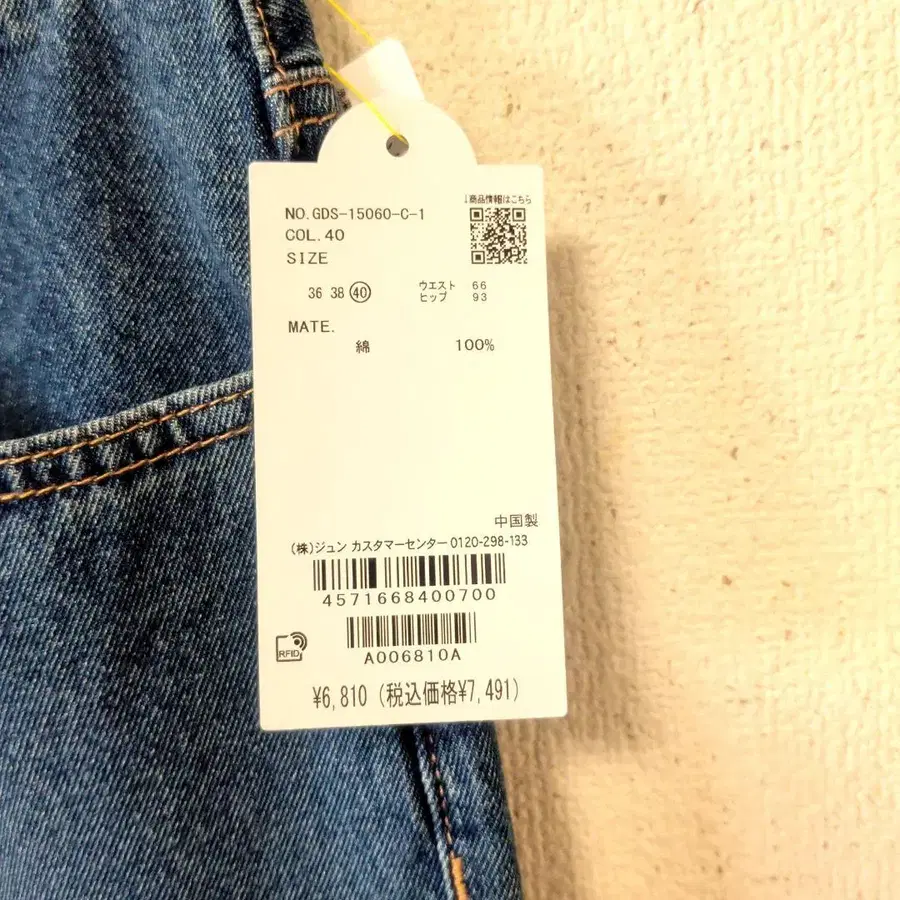 ↓商品情報はこちら
NO.GDS-15060-C-1
COL.40
SIZE
36 38 40
ウエスト 66
ヒップ 93
MATE.
綿 100%
中国製
(株)ジュン カスタマーセンター 0120-298-133
4571668400700
RFID
A006810A
¥6,810 (税込価格¥7,491)